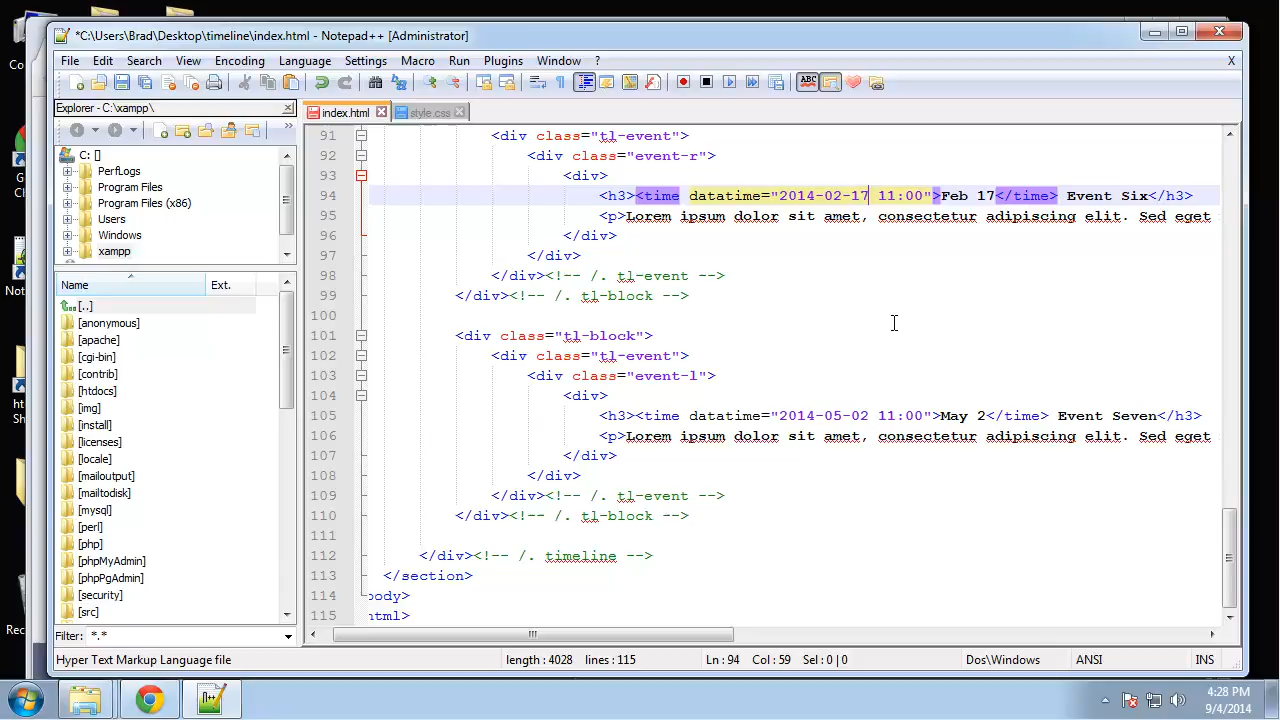 *C:\Users\Brad\Desktop\timeline\index.html - Notepad++ [Administrator]
File Edit Search View Encoding Language Settings Macro Run Plugins Window ? X
Explorer - C:\xampp\
index.html style.css
C: []
PerfLogs
Program Files
Program Files (x86)
Users
Windows
xampp
Name Ext.
[..]
[anonymous]
[apache]
[cgi-bin]
[contrib]
[htdocs]
[img]
[install]
[licenses]
[locale]
[mailoutput]
[mailtodisk]
[mysql]
[perl]
[php]
[phpMyAdmin]
[phpPgAdmin]
[security]
[src]
Filter: *.*
91 <div class="tl-event">
92 <div class="event-r">
93 <div>
94 <h3><time datatime="2014-02-17 11:00">Feb 17</time> Event Six</h3>
95 <p>Lorem ipsum dolor sit amet, consectetur adipiscing elit. Sed eget
96 </div>
97 </div>
98 </div><!-- /. tl-event -->
99 </div><!-- /. tl-block -->
100
101 <div class="tl-block">
102 <div class="tl-event">
103 <div class="event-l">
104 <div>
105 <h3><time datatime="2014-05-02 11:00">May 2</time> Event Seven</h3>
106 <p>Lorem ipsum dolor sit amet, consectetur adipiscing elit. Sed eget
107 </div>
108 </div>
109 </div><!-- /. tl-event -->
110 </div><!-- /. tl-block -->
111
112 </div><!-- /. timeline -->
113 </section>
114 body>
115 html>
Hyper Text Markup Language file length : 4028 lines : 115 Ln : 94 Col : 59 Sel : 0 | 0 Dos\Windows ANSI INS
4:28 PM
9/4/2014